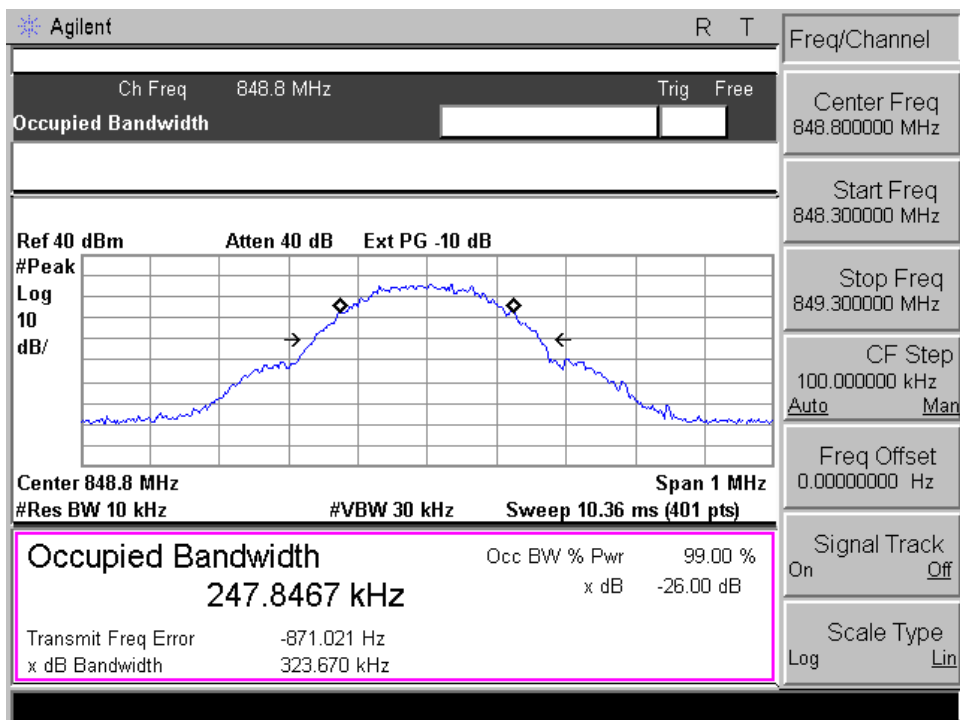 Agilent R T
Ch Freq 848.8 MHz Trig Free
Occupied Bandwidth
Ref 40 dBm Atten 40 dB Ext PG -10 dB
#Peak
Log
10
dB/
Center 848.8 MHz Span 1 MHz
#Res BW 10 kHz #VBW 30 kHz Sweep 10.36 ms (401 pts)
Occupied Bandwidth
247.8467 kHz
Occ BW % Pwr 99.00 %
x dB -26.00 dB
Transmit Freq Error -871.021 Hz
x dB Bandwidth 323.670 kHz
Freq/Channel
Center Freq
848.800000 MHz
Start Freq
848.300000 MHz
Stop Freq
849.300000 MHz
CF Step
100.000000 kHz
Auto Man
Freq Offset
0.00000000 Hz
Signal Track
On Off
Scale Type
Log Lin